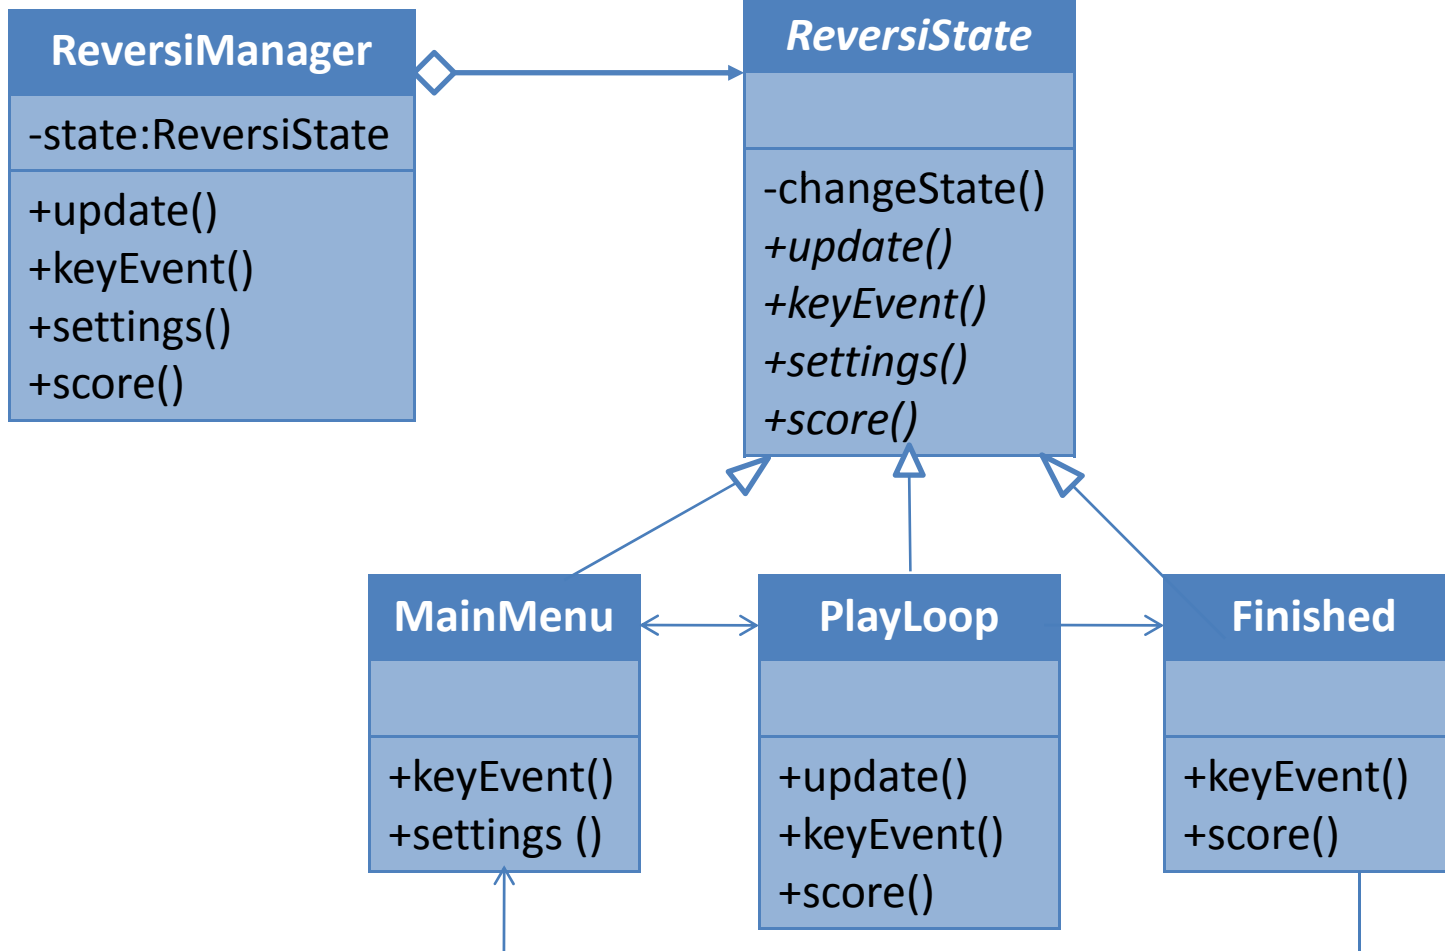 ReversiManager
-state:ReversiState
+update()
+keyEvent()
+settings()
+score()
ReversiState
-changeState()
+update()
+keyEvent()
+settings()
+score()
MainMenu
+keyEvent()
+settings ()
PlayLoop
+update()
+keyEvent()
+score()
Finished
+keyEvent()
+score()